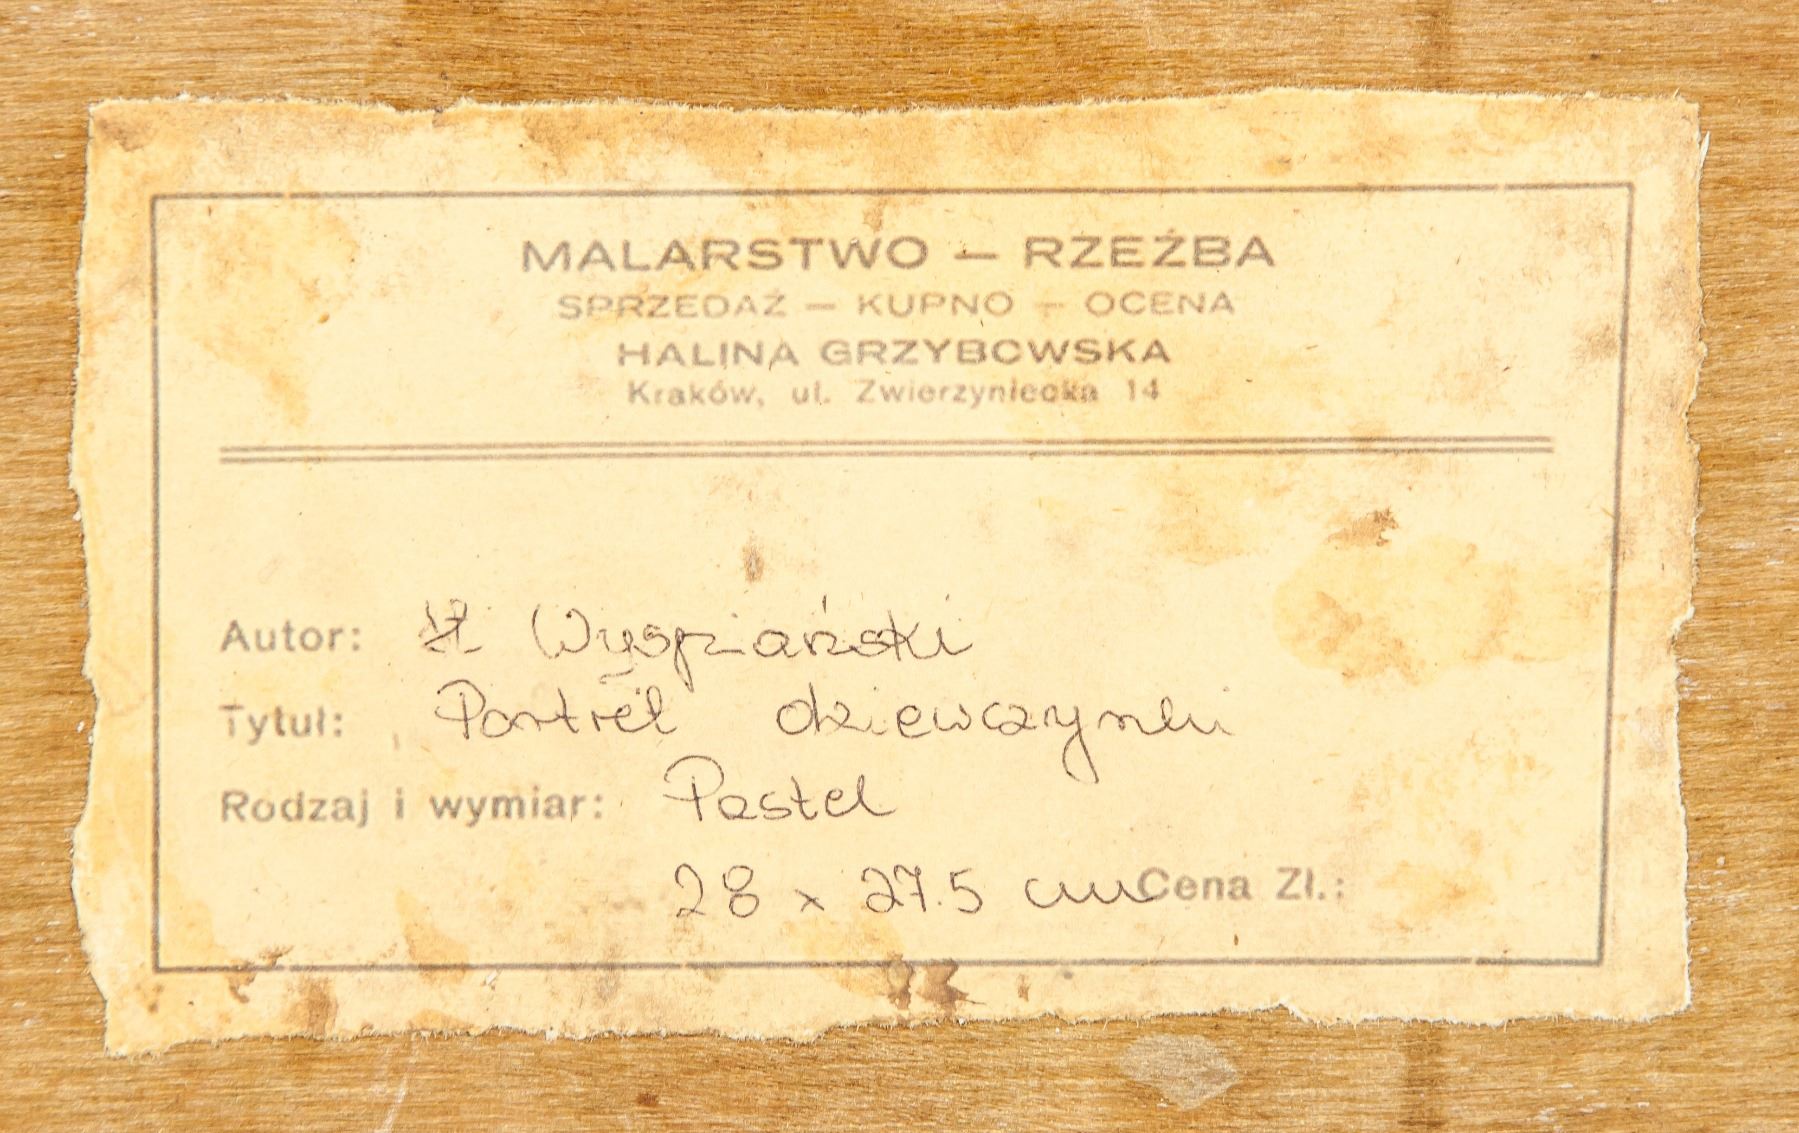 MALARSTWO — RZEŹBA
SPRZEDAŻ — KUPNO — OCENA
HALINA GRZYBOWSKA
Kraków, ul. Zwierzyniecka 14
Autor: Wyspiański
Tytuł: Portret dziewczynki
Rodzaj i wymiar: Pastel
28 x 27.5 cm Cena Zł.: